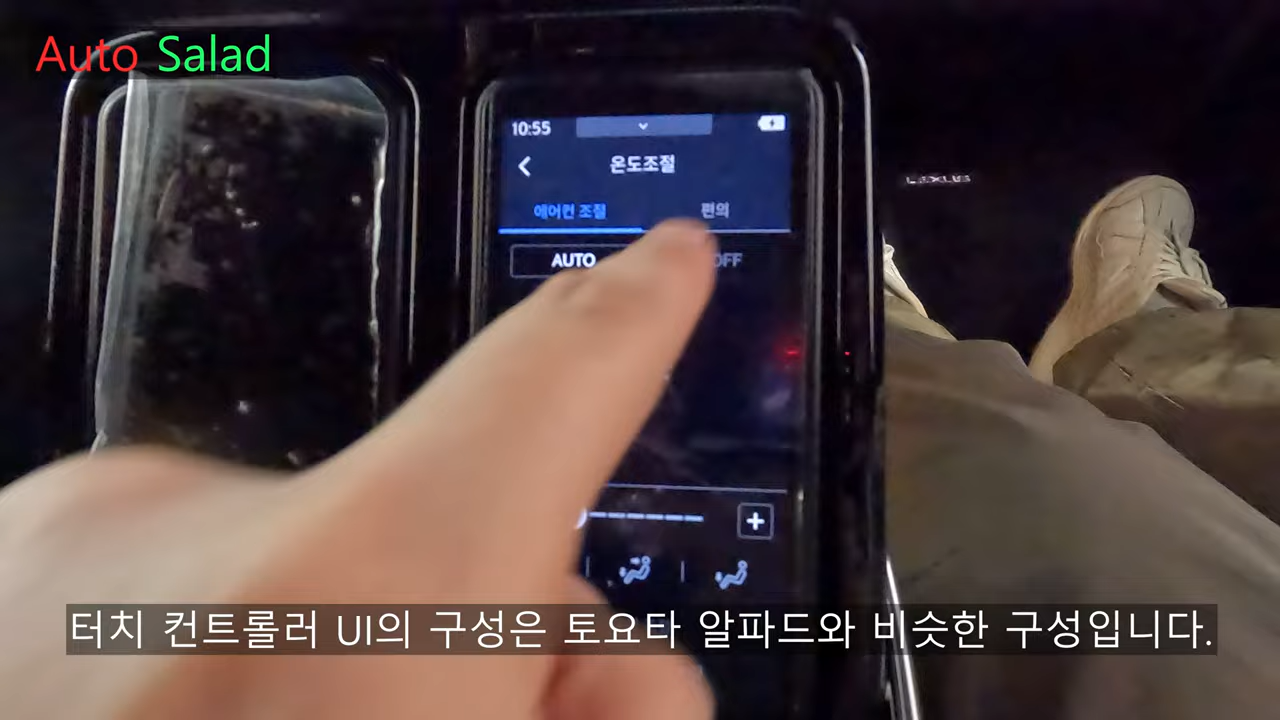 Auto Salad
10:55
온도조절
에어컨 조절 편의
AUTO OFF
+
터치 컨트롤러 UI의 구성은 토요타 알파드와 비슷한 구성입니다.